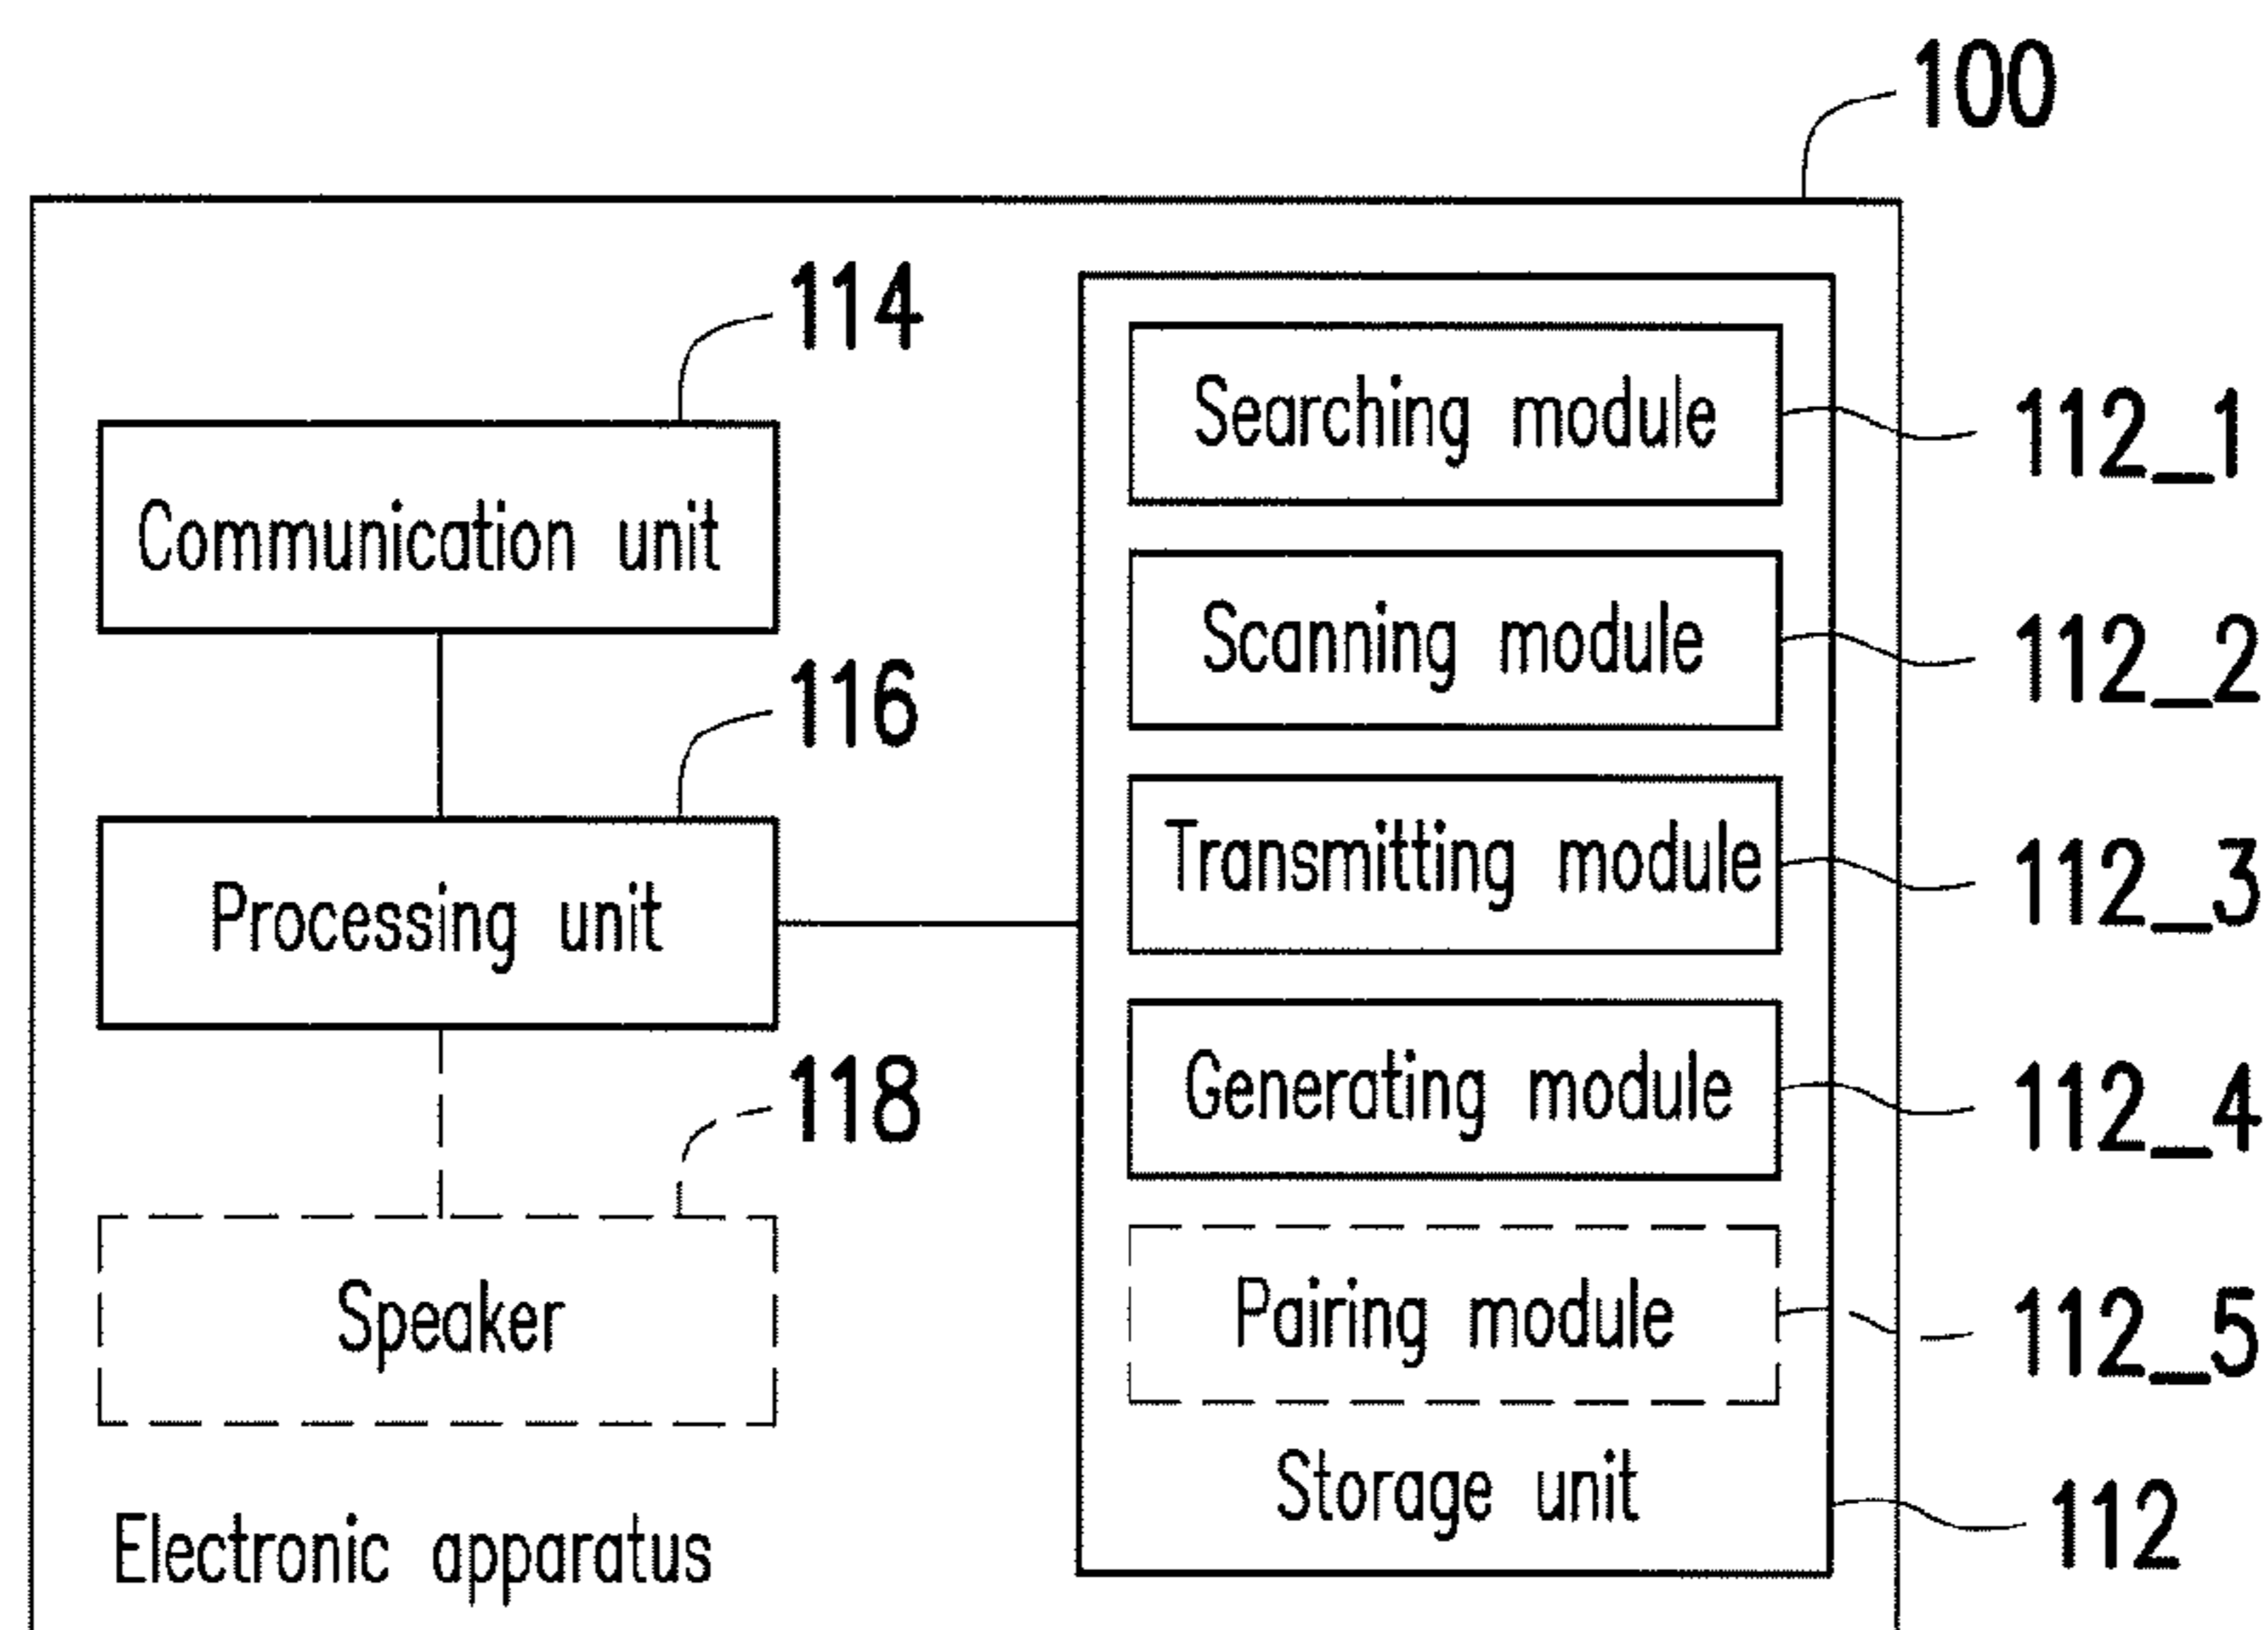 100
114
Communication unit
116
Processing unit
118
Speaker
Electronic apparatus
Searching module
112_1
Scanning module
112_2
Transmitting module
112_3
Generating module
112_4
Pairing module
112_5
Storage unit
112